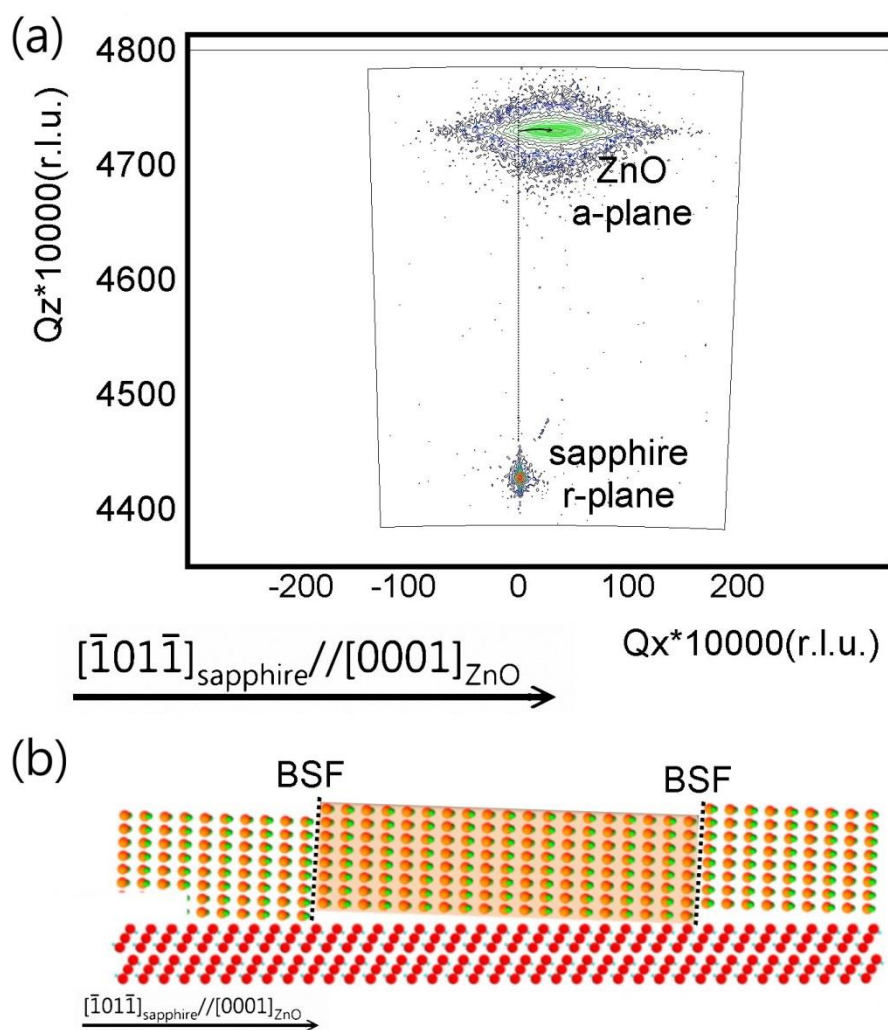 (a)
4800
4700
4600
4500
4400
Qz*10000(r.l.u.)
ZnO
a-plane
sapphire
r-plane
-200 -100 0 100 200
Qx*10000(r.l.u.)
[1̅011̅]sapphire//[0001]ZnO
(b)
BSF BSF
[1̅011̅]sapphire//[0001]ZnO